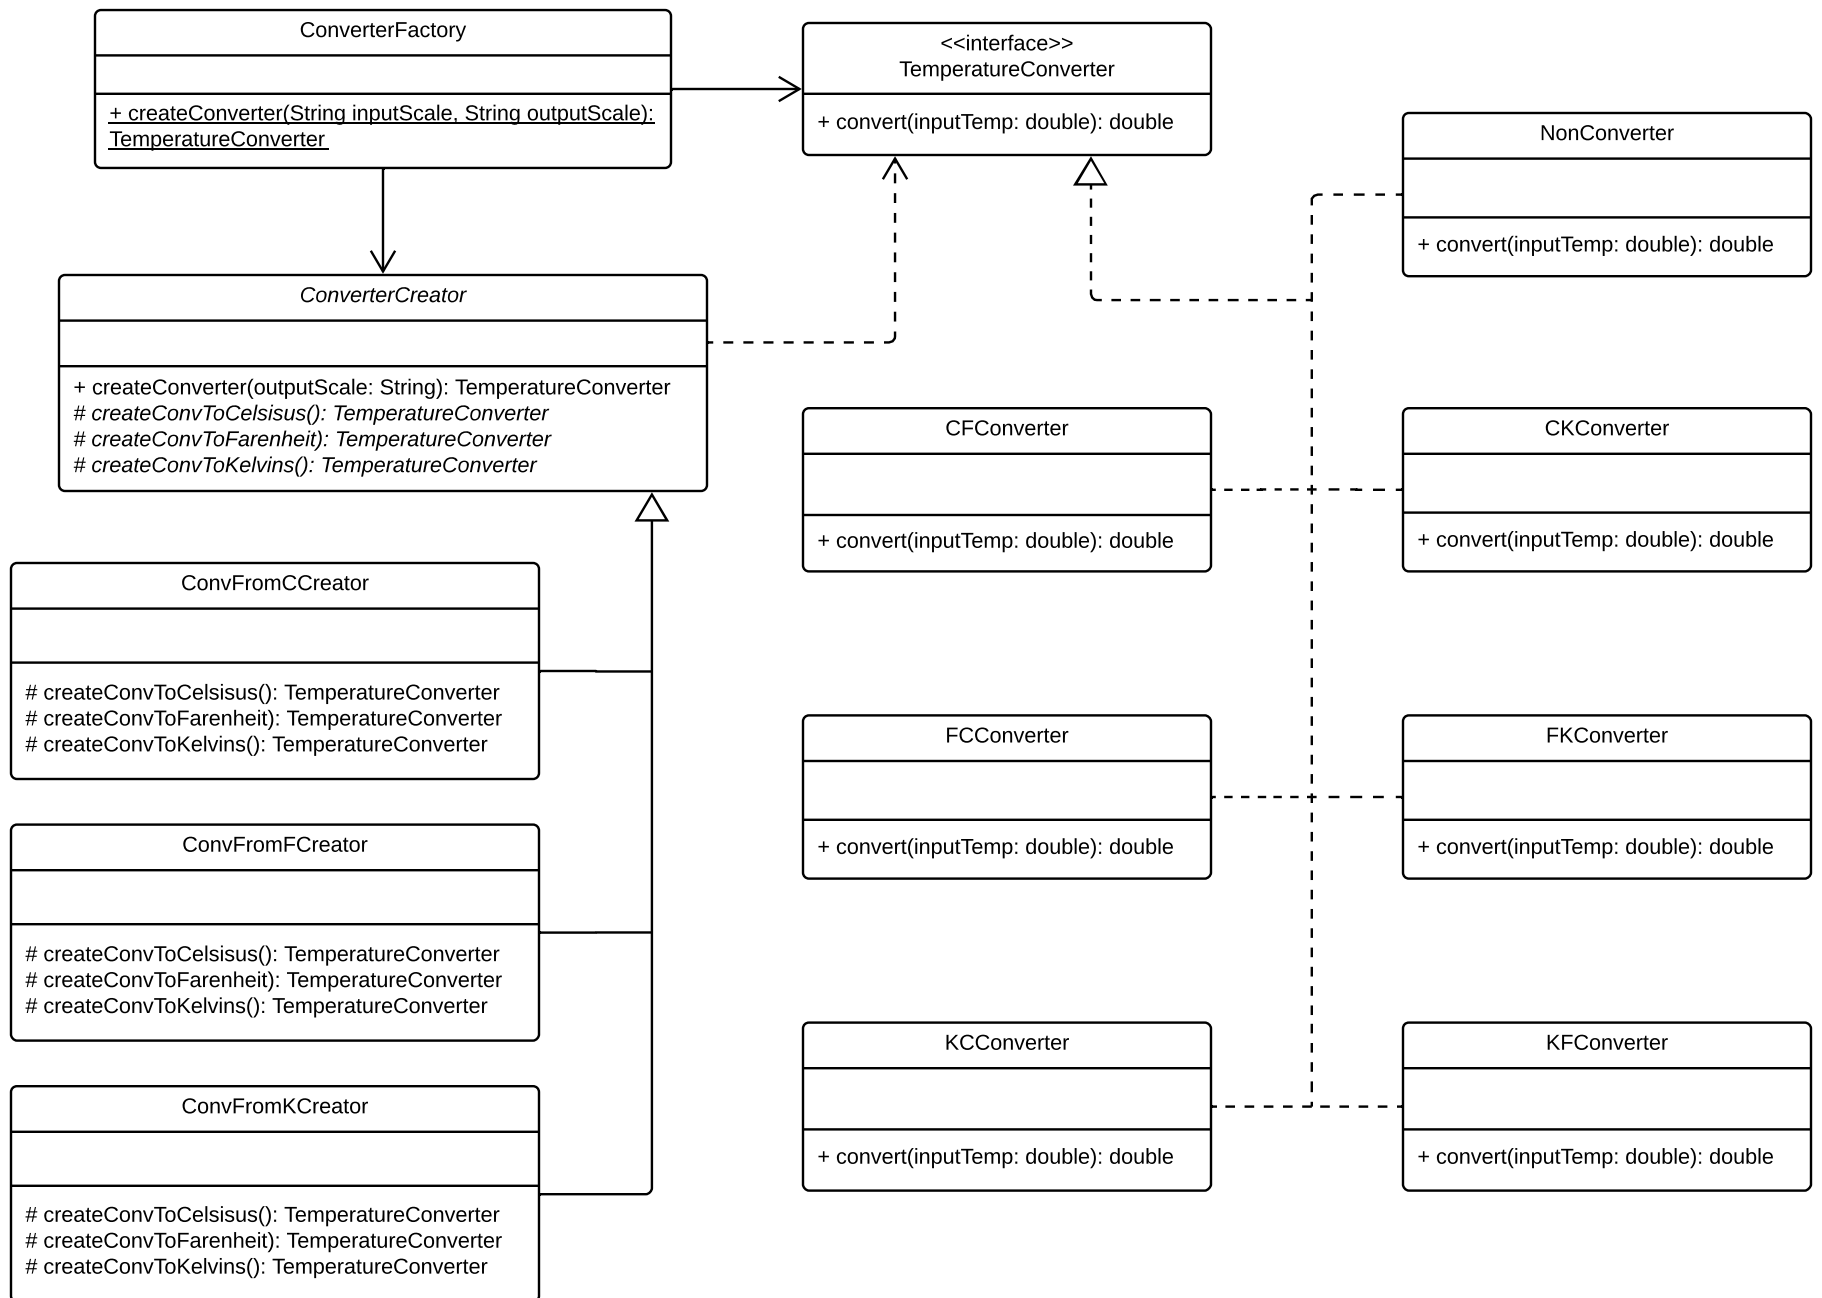 ConverterFactory
+ createConverter(String inputScale, String outputScale):
TemperatureConverter
<<interface>>
TemperatureConverter
+ convert(inputTemp: double): double
NonConverter
+ convert(inputTemp: double): double
ConverterCreator
+ createConverter(outputScale: String): TemperatureConverter
# createConvToCelsisus(): TemperatureConverter
# createConvToFarenheit): TemperatureConverter
# createConvToKelvins(): TemperatureConverter
CFConverter
+ convert(inputTemp: double): double
CKConverter
+ convert(inputTemp: double): double
ConvFromCCreator
# createConvToCelsisus(): TemperatureConverter
# createConvToFarenheit): TemperatureConverter
# createConvToKelvins(): TemperatureConverter
FCConverter
+ convert(inputTemp: double): double
FKConverter
+ convert(inputTemp: double): double
ConvFromFCreator
# createConvToCelsisus(): TemperatureConverter
# createConvToFarenheit): TemperatureConverter
# createConvToKelvins(): TemperatureConverter
KCConverter
+ convert(inputTemp: double): double
KFConverter
+ convert(inputTemp: double): double
ConvFromKCreator
# createConvToCelsisus(): TemperatureConverter
# createConvToFarenheit): TemperatureConverter
# createConvToKelvins(): TemperatureConverter